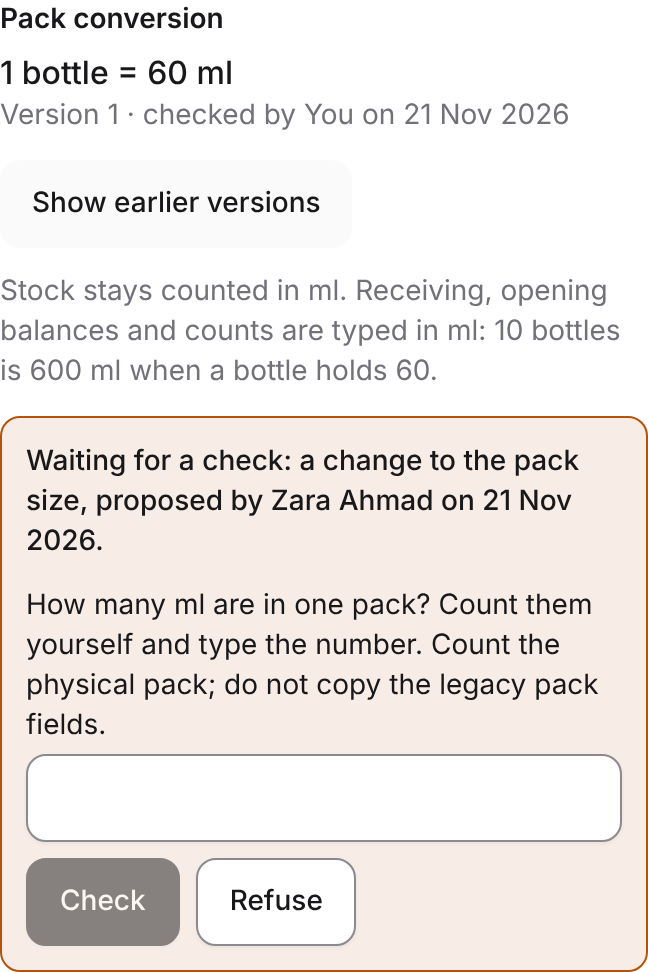 Pack conversion
1 bottle = 60 ml
Version 1 · checked by You on 21 Nov 2026
Show earlier versions
Stock stays counted in ml. Receiving, opening
balances and counts are typed in ml: 10 bottles
is 600 ml when a bottle holds 60.
Waiting for a check: a change to the pack
size, proposed by Zara Ahmad on 21 Nov
2026.
How many ml are in one pack? Count them
yourself and type the number. Count the
physical pack; do not copy the legacy pack
fields.
Check
Refuse